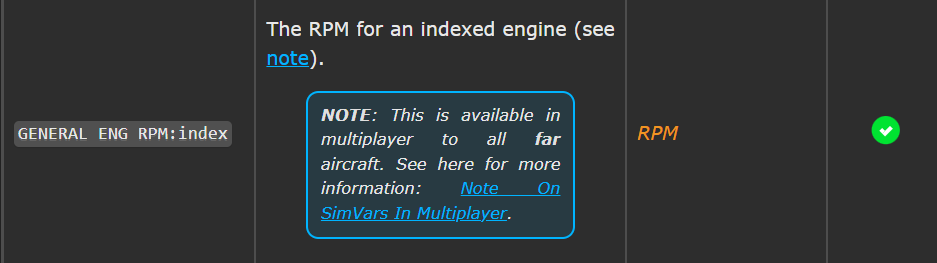 The RPM for an indexed engine (see
note).
NOTE: This is available in
multiplayer to all far
aircraft. See here for more
information: Note On
SimVars In Multiplayer.
GENERAL ENG RPM:index
RPM